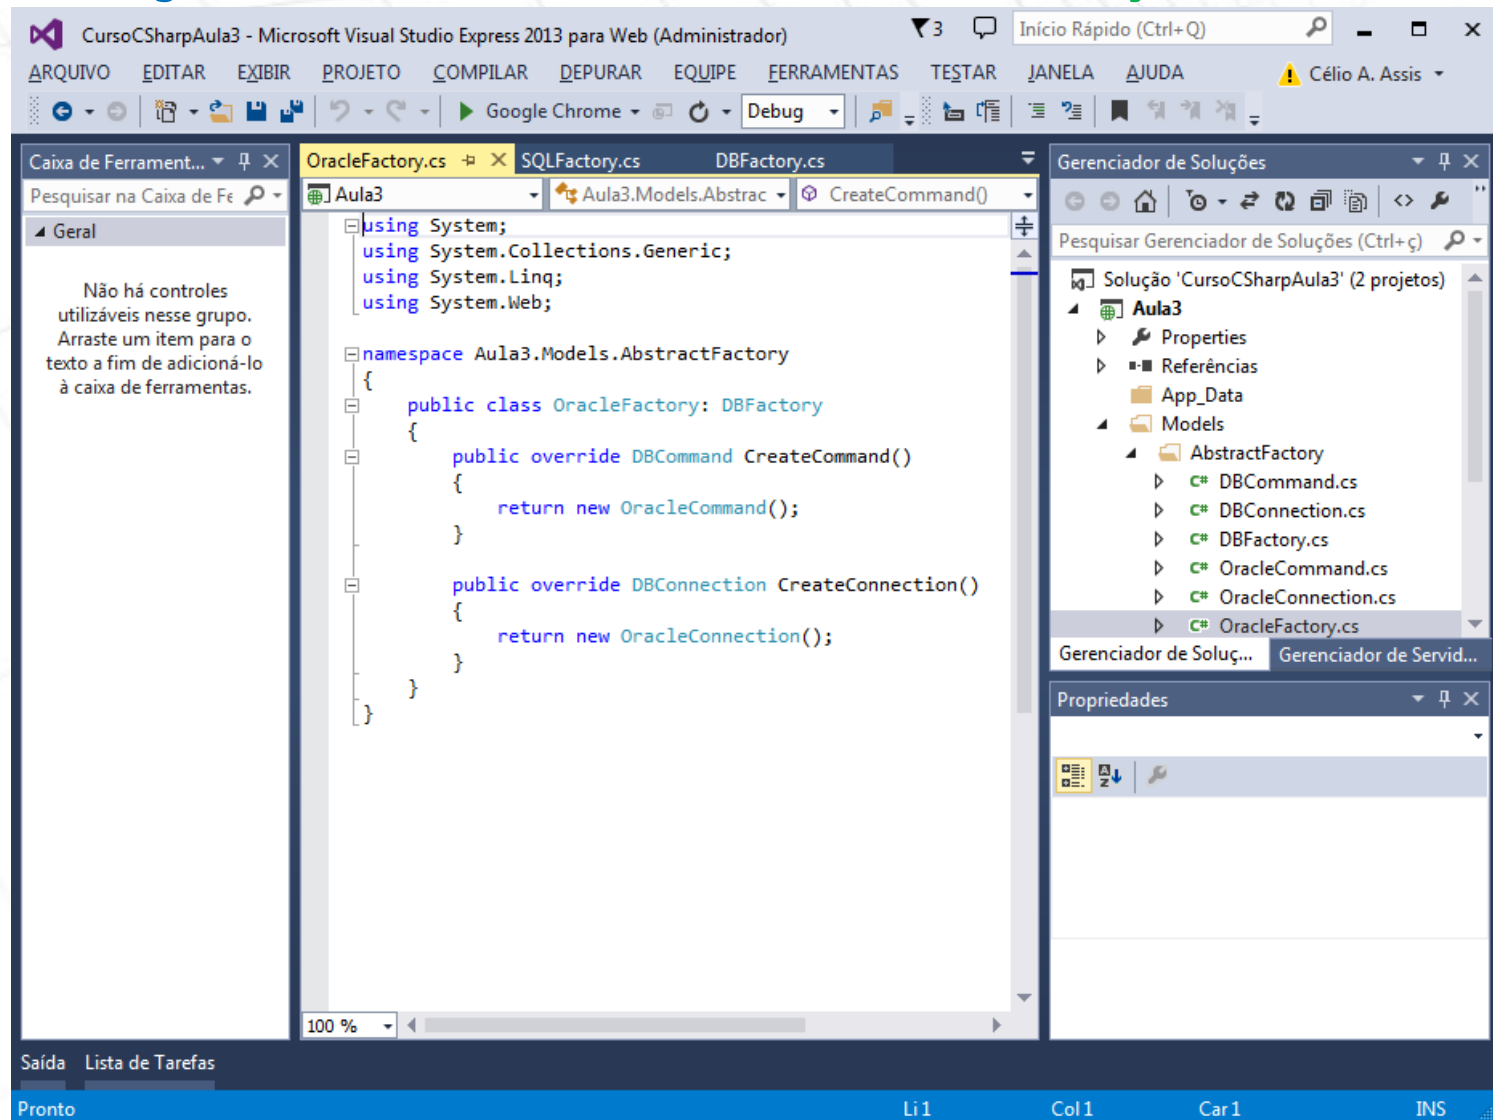 CursoCSharpAula3 - Microsoft Visual Studio Express 2013 para Web (Administrador)
3
Início Rápido (Ctrl+Q)
ARQUIVO EDITAR EXIBIR PROJETO COMPILAR DEPURAR EQUIPE FERRAMENTAS TESTAR JANELA AJUDA
Célio A. Assis
Google Chrome
Debug
Caixa de Ferrament...
Pesquisar na Caixa de Fe
Geral
Não há controles
utilizáveis nesse grupo.
Arraste um item para o
texto a fim de adicioná-lo
à caixa de ferramentas.
OracleFactory.cs SQLFactory.cs DBFactory.cs
Aula3 Aula3.Models.Abstrac CreateCommand()
using System;
using System.Collections.Generic;
using System.Linq;
using System.Web;
namespace Aula3.Models.AbstractFactory
{
public class OracleFactory: DBFactory
{
public override DBCommand CreateCommand()
{
return new OracleCommand();
}
public override DBConnection CreateConnection()
{
return new OracleConnection();
}
}
}
100 %
Gerenciador de Soluções
Pesquisar Gerenciador de Soluções (Ctrl+ç)
Solução 'CursoCSharpAula3' (2 projetos)
Aula3
Properties
Referências
App_Data
Models
AbstractFactory
C# DBCommand.cs
C# DBConnection.cs
C# DBFactory.cs
C# OracleCommand.cs
C# OracleConnection.cs
C# OracleFactory.cs
Gerenciador de Soluç... Gerenciador de Servid...
Propriedades
Saída Lista de Tarefas
Pronto
Li 1 Col 1 Car 1 INS